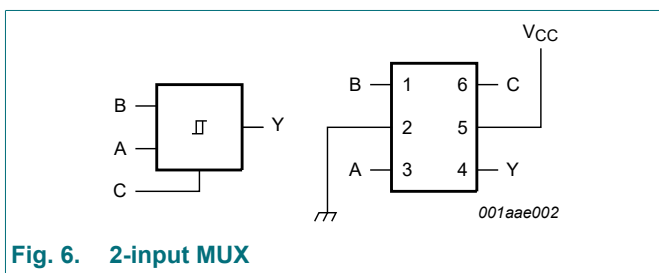 VCC
B
A
C
Y
B 1 6 C
2 5
A 3 4 Y
001aae002
Fig. 6. 2-input MUX